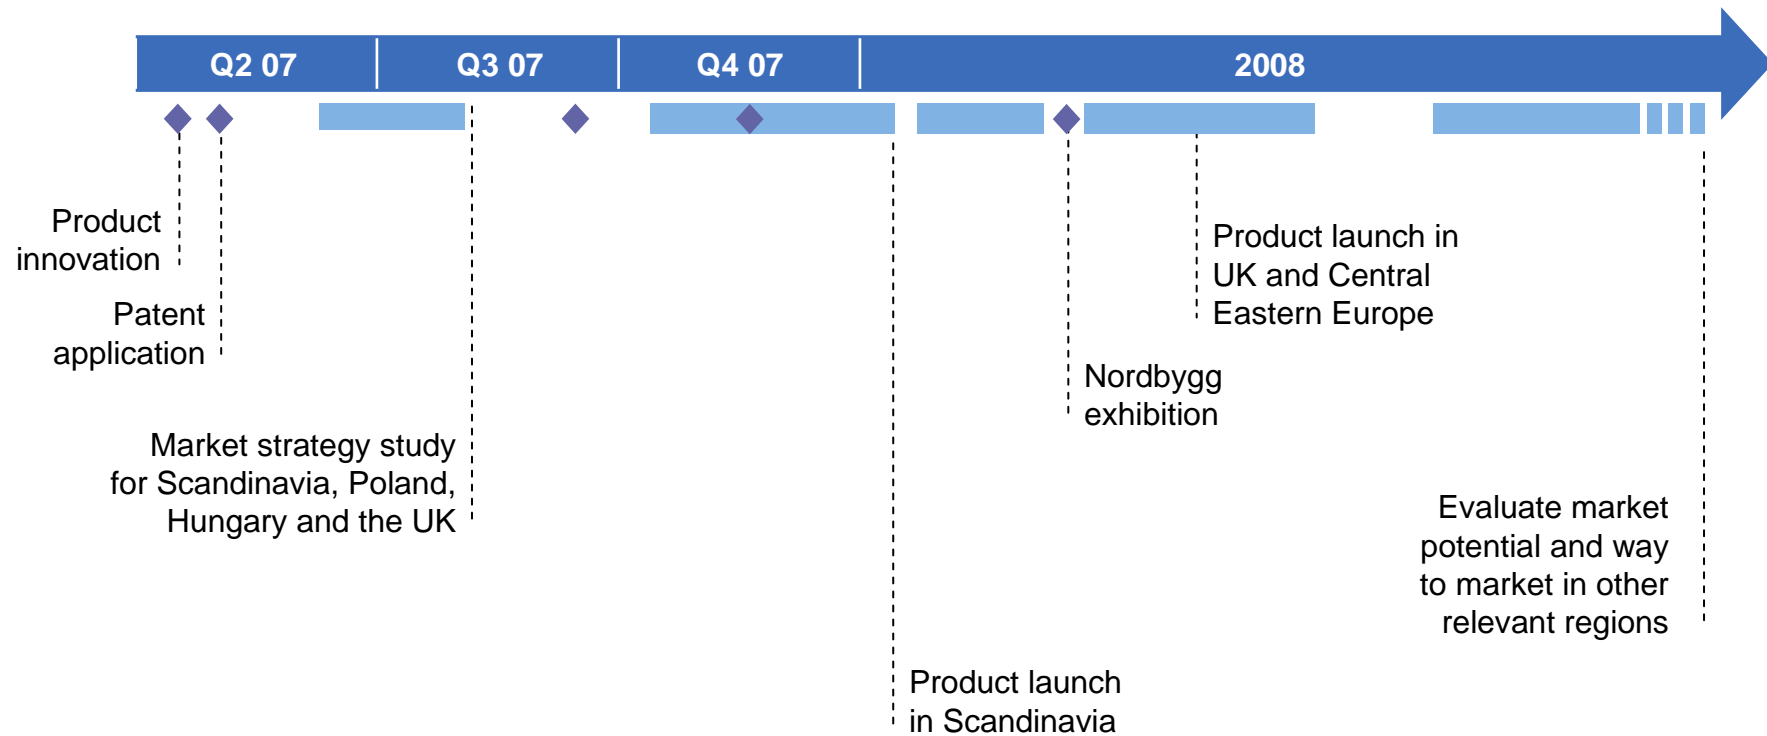 Q2 07
Q3 07
Q4 07
2008
Product
innovation
Patent
application
Market strategy study
for Scandinavia, Poland,
Hungary and the UK
Product launch
in Scandinavia
Nordbygg
exhibition
Product launch in
UK and Central
Eastern Europe
Evaluate market
potential and way
to market in other
relevant regions